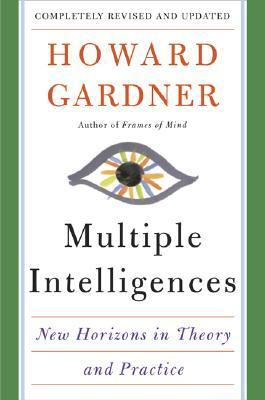 COMPLETELY REVISED AND UPDATED
HOWARD
GARDNER
Author of Frames of Mind
Multiple
Intelligences
New Horizons in Theory
and Practice